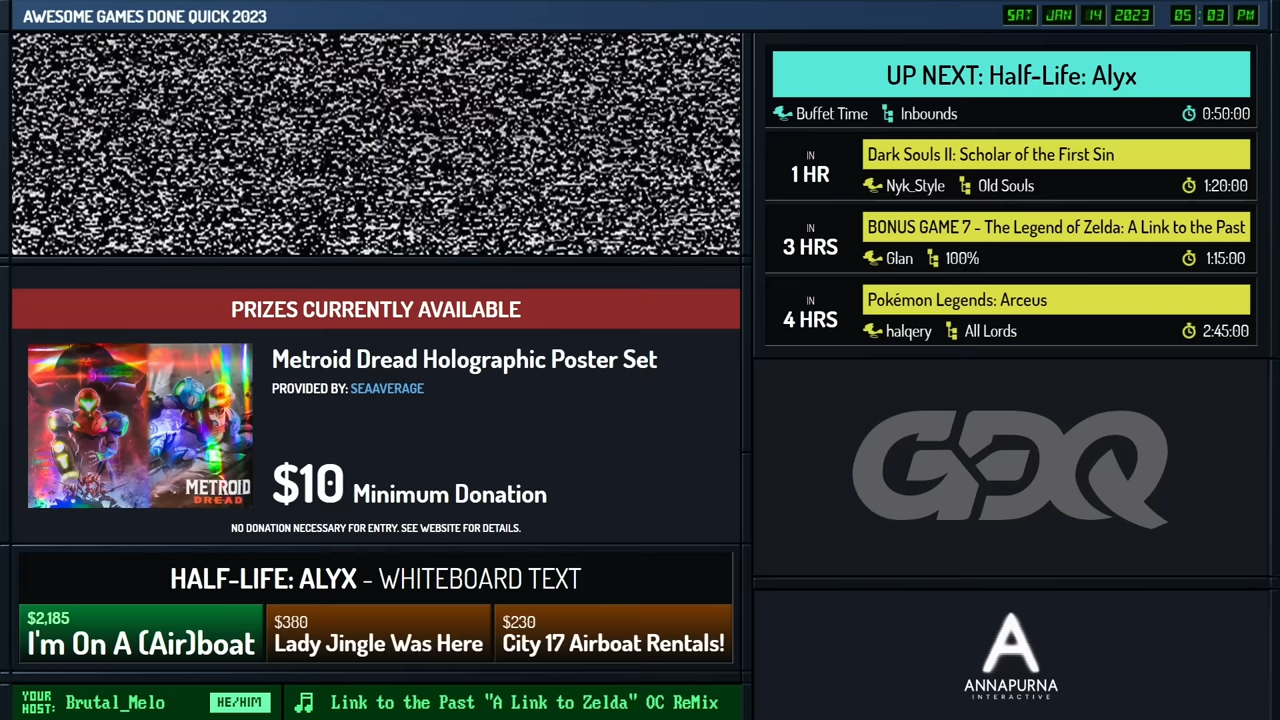 AWESOME GAMES DONE QUICK 2023
SAT JAN 14 2023 05:03 PM
UP NEXT: Half-Life: Alyx
Buffet Time Inbounds 0:50:00
IN
1 HR
Dark Souls II: Scholar of the First Sin
Nyk_Style Old Souls 1:20:00
IN
3 HRS
BONUS GAME 7 - The Legend of Zelda: A Link to the Past
Glan 100% 1:15:00
IN
4 HRS
Pokémon Legends: Arceus
halqery All Lords 2:45:00
PRIZES CURRENTLY AVAILABLE
Metroid Dread Holographic Poster Set
PROVIDED BY: SEAAVERAGE
METROID
DREAD
$10 Minimum Donation
NO DONATION NECESSARY FOR ENTRY. SEE WEBSITE FOR DETAILS.
GDQ
HALF-LIFE: ALYX - WHITEBOARD TEXT
$2,185
I'm On A (Air)boat
$380
Lady Jingle Was Here
$230
City 17 Airboat Rentals!
A
ANNAPURNA
INTERACTIVE
YOUR
HOST: Brutal_Melo HE/HIM
Link to the Past "A Link to Zelda" OC ReMix